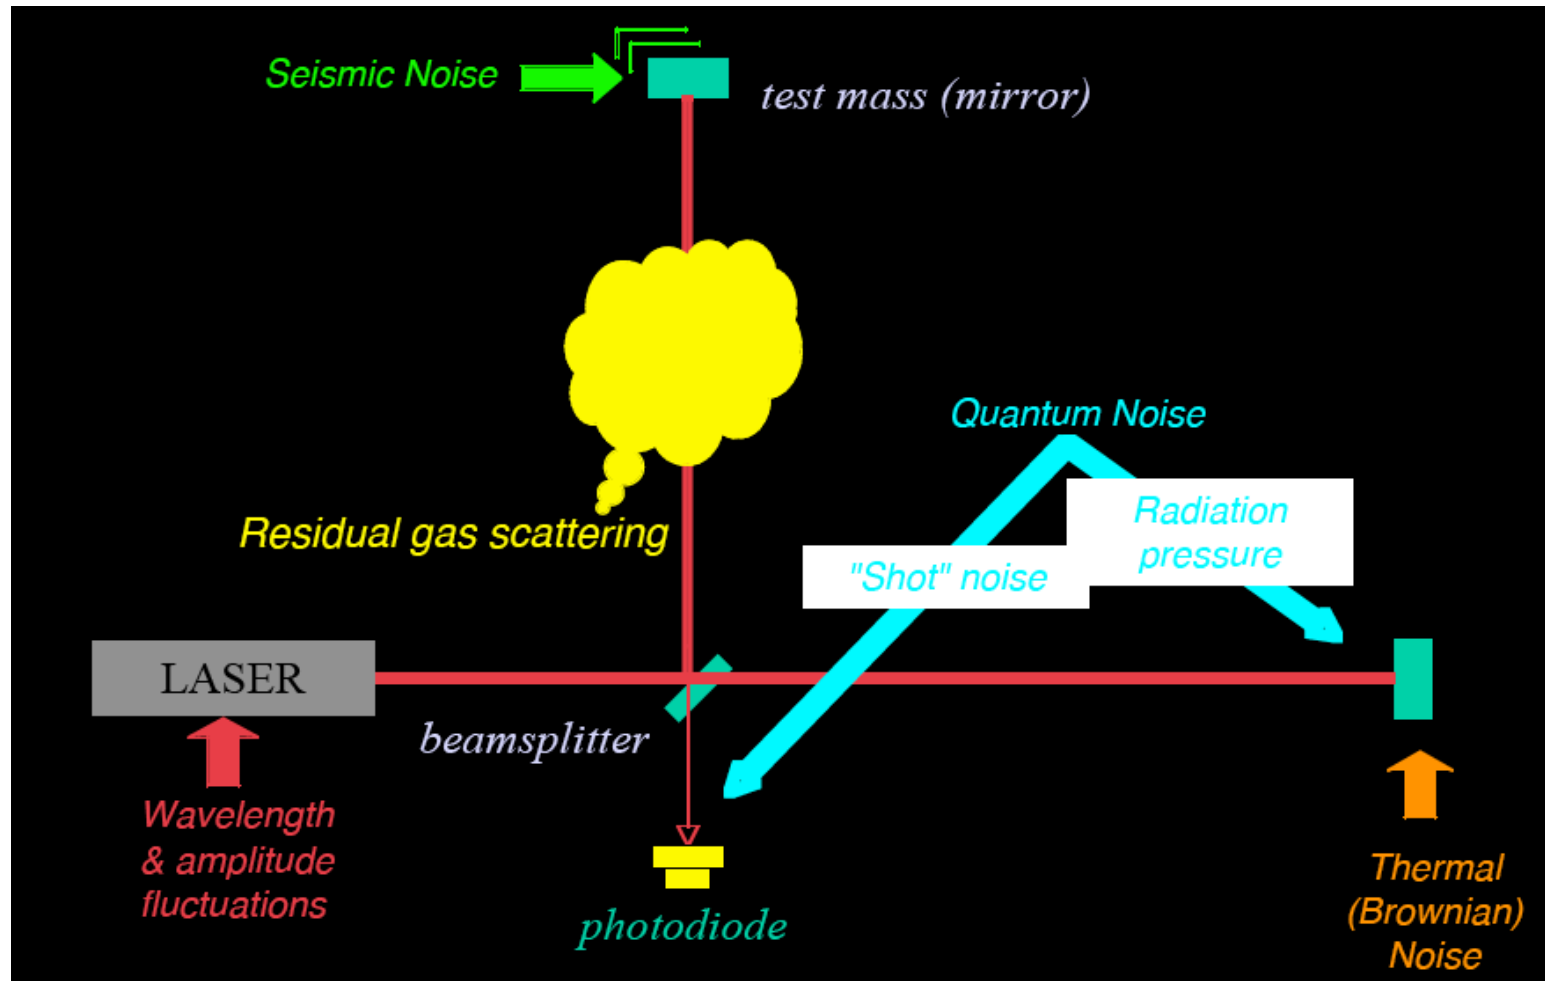 Seismic Noise
test mass (mirror)
Quantum Noise
Radiation
pressure
Residual gas scattering
"Shot" noise
LASER
beamsplitter
Wavelength
& amplitude
fluctuations
photodiode
Thermal
(Brownian)
Noise